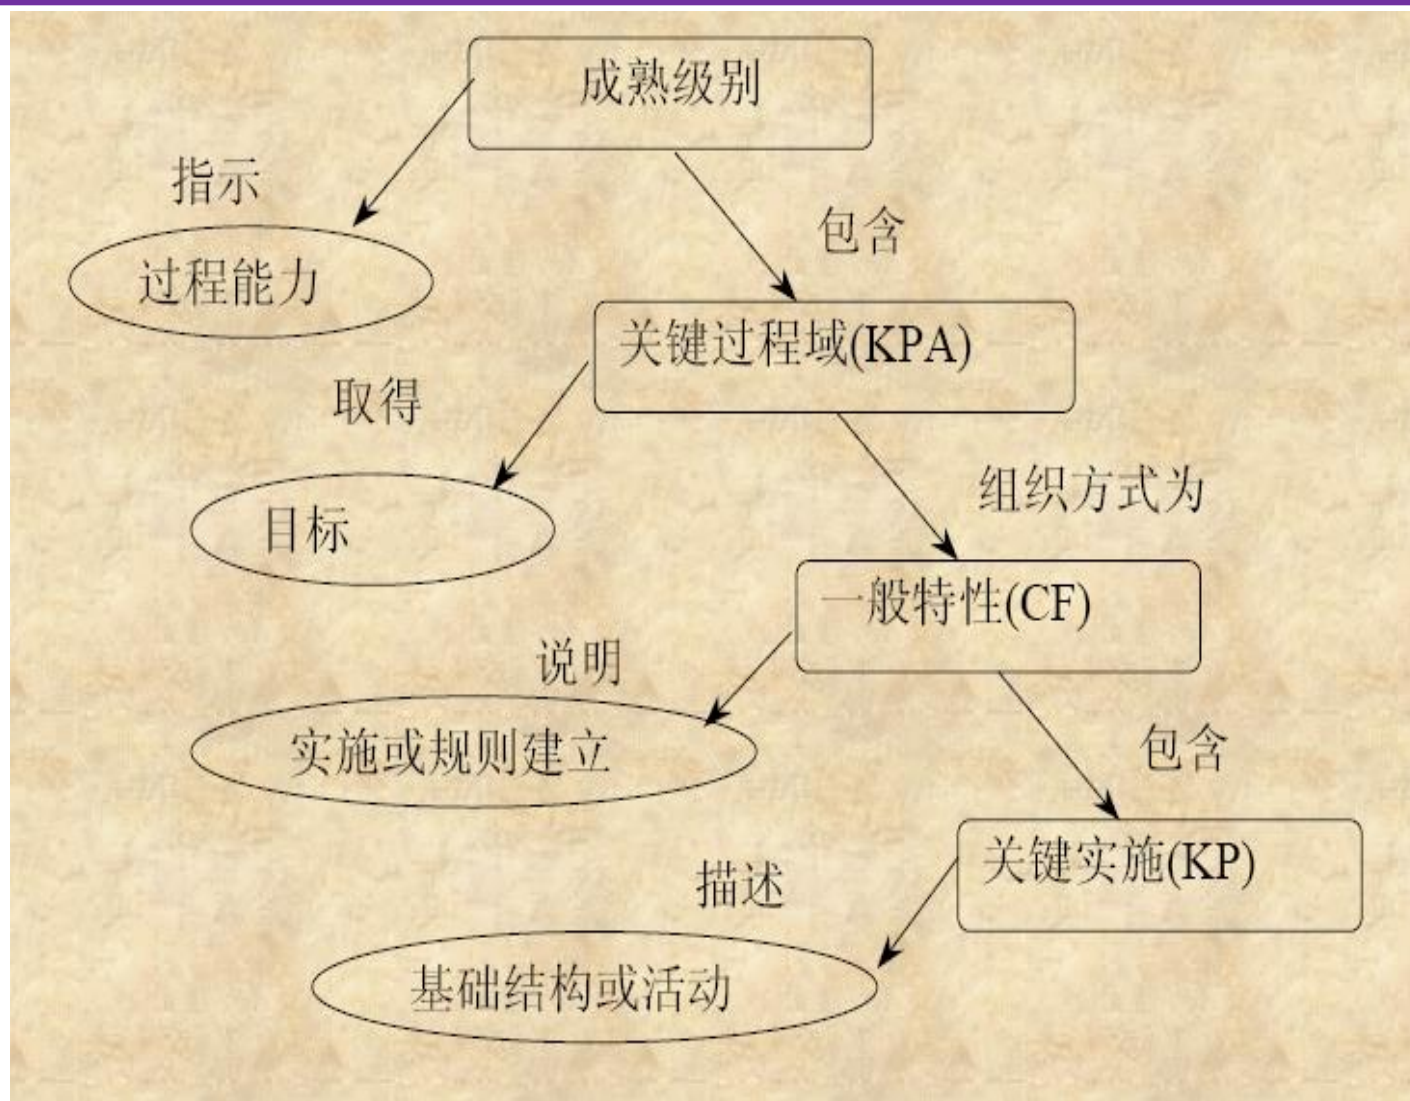 成熟级别
指示
包含
过程能力
关键过程域(KPA)
取得
组织方式为
目标
一般特性(CF)
说明
实施或规则建立
包含
关键实施(KP)
描述
基础结构或活动